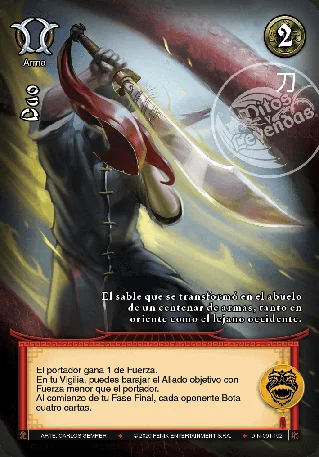 Arma
2
Dao
刀
Mitos
y
Leyendas
El sable que se transformó en el abuelo
de un centenar de armas, tanto en
oriente como el lejano occidente.
El portador gana 1 de Fuerza.
En tu Vigilia, puedes barajar el Aliado objetivo con
Fuerza menor que el portador.
Al comienzo de tu Fase Final, cada oponente Bota
cuatro cartas.
ARTE: CARLOS REMPER